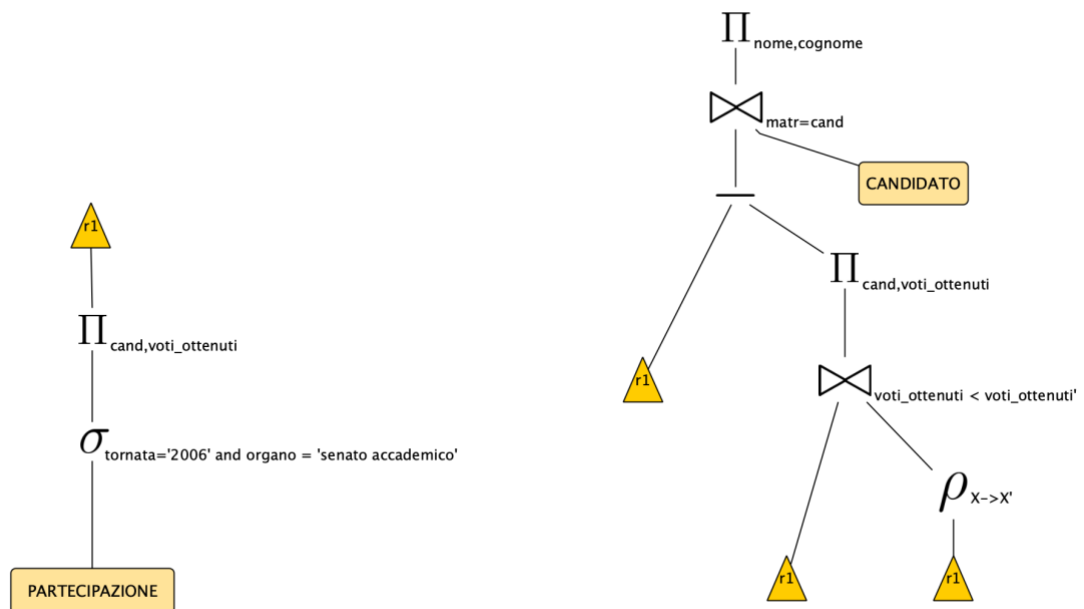 r1
Π cand,voti_ottenuti
σ tornata='2006' and organo = 'senato accademico'
PARTECIPAZIONE
Π nome,cognome
matr=cand
CANDIDATO
—
Π cand,voti_ottenuti
r1
voti_ottenuti < voti_ottenuti'
ρ X->X'
r1
r1